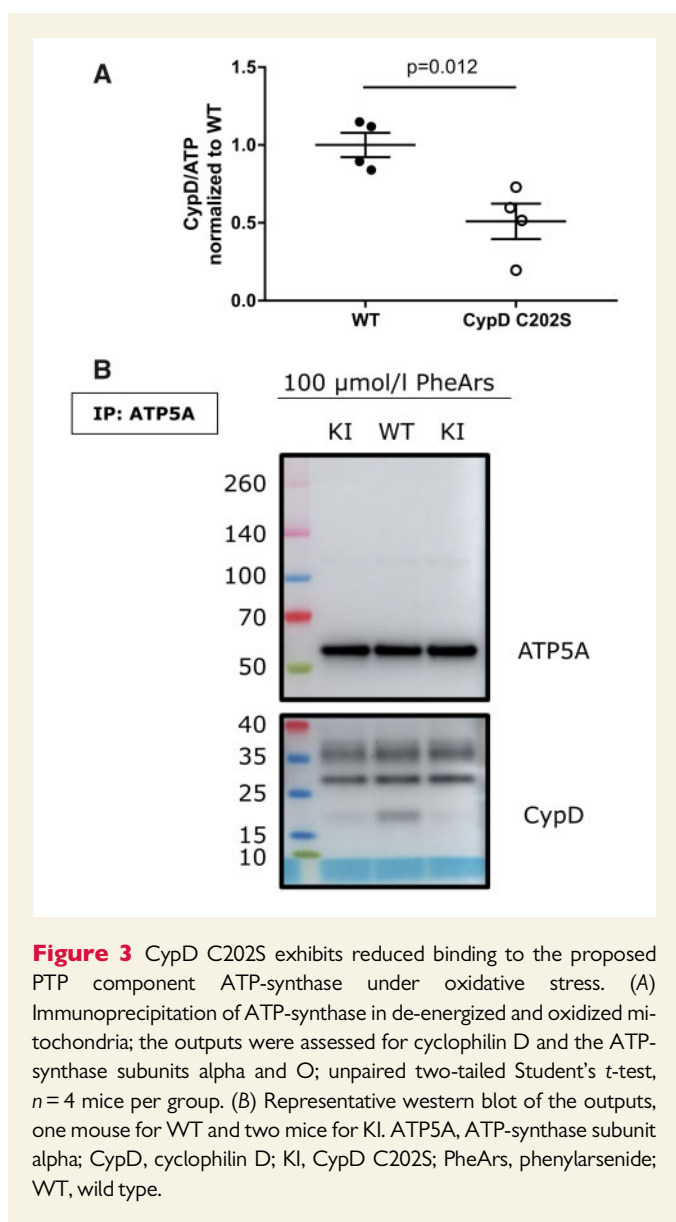 A
1.5
p=0.012
1.0
0.5
0.0
CypD/ATP
normalized to WT
WT
CypD C202S
B
100 µmol/l PheArs
IP: ATP5A
KI WT KI
260
140
100
70
50
ATP5A
40
35
25
15
10
CypD
Figure 3 CypD C202S exhibits reduced binding to the proposed
PTP component ATP-synthase under oxidative stress. (A)
Immunoprecipitation of ATP-synthase in de-energized and oxidized mi-
tochondria; the outputs were assessed for cyclophilin D and the ATP-
synthase subunits alpha and O; unpaired two-tailed Student's t-test,
n = 4 mice per group. (B) Representative western blot of the outputs,
one mouse for WT and two mice for KI. ATP5A, ATP-synthase subunit
alpha; CypD, cyclophilin D; KI, CypD C202S; PheArs, phenylarsenide;
WT, wild type.